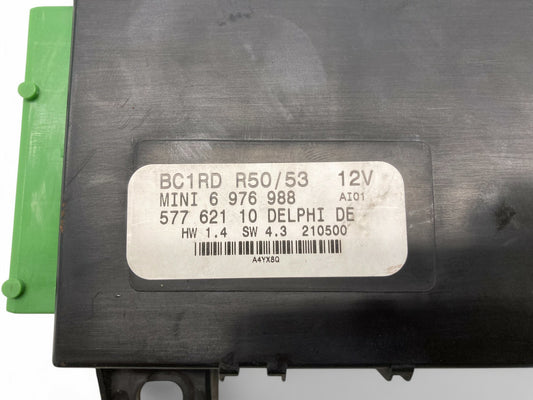 BC1RD R50/53 12V
MINI 6 976 988 AI01
577 621 10 DELPHI DE
HW 1.4 SW 4.3 210500
A4YX8Q